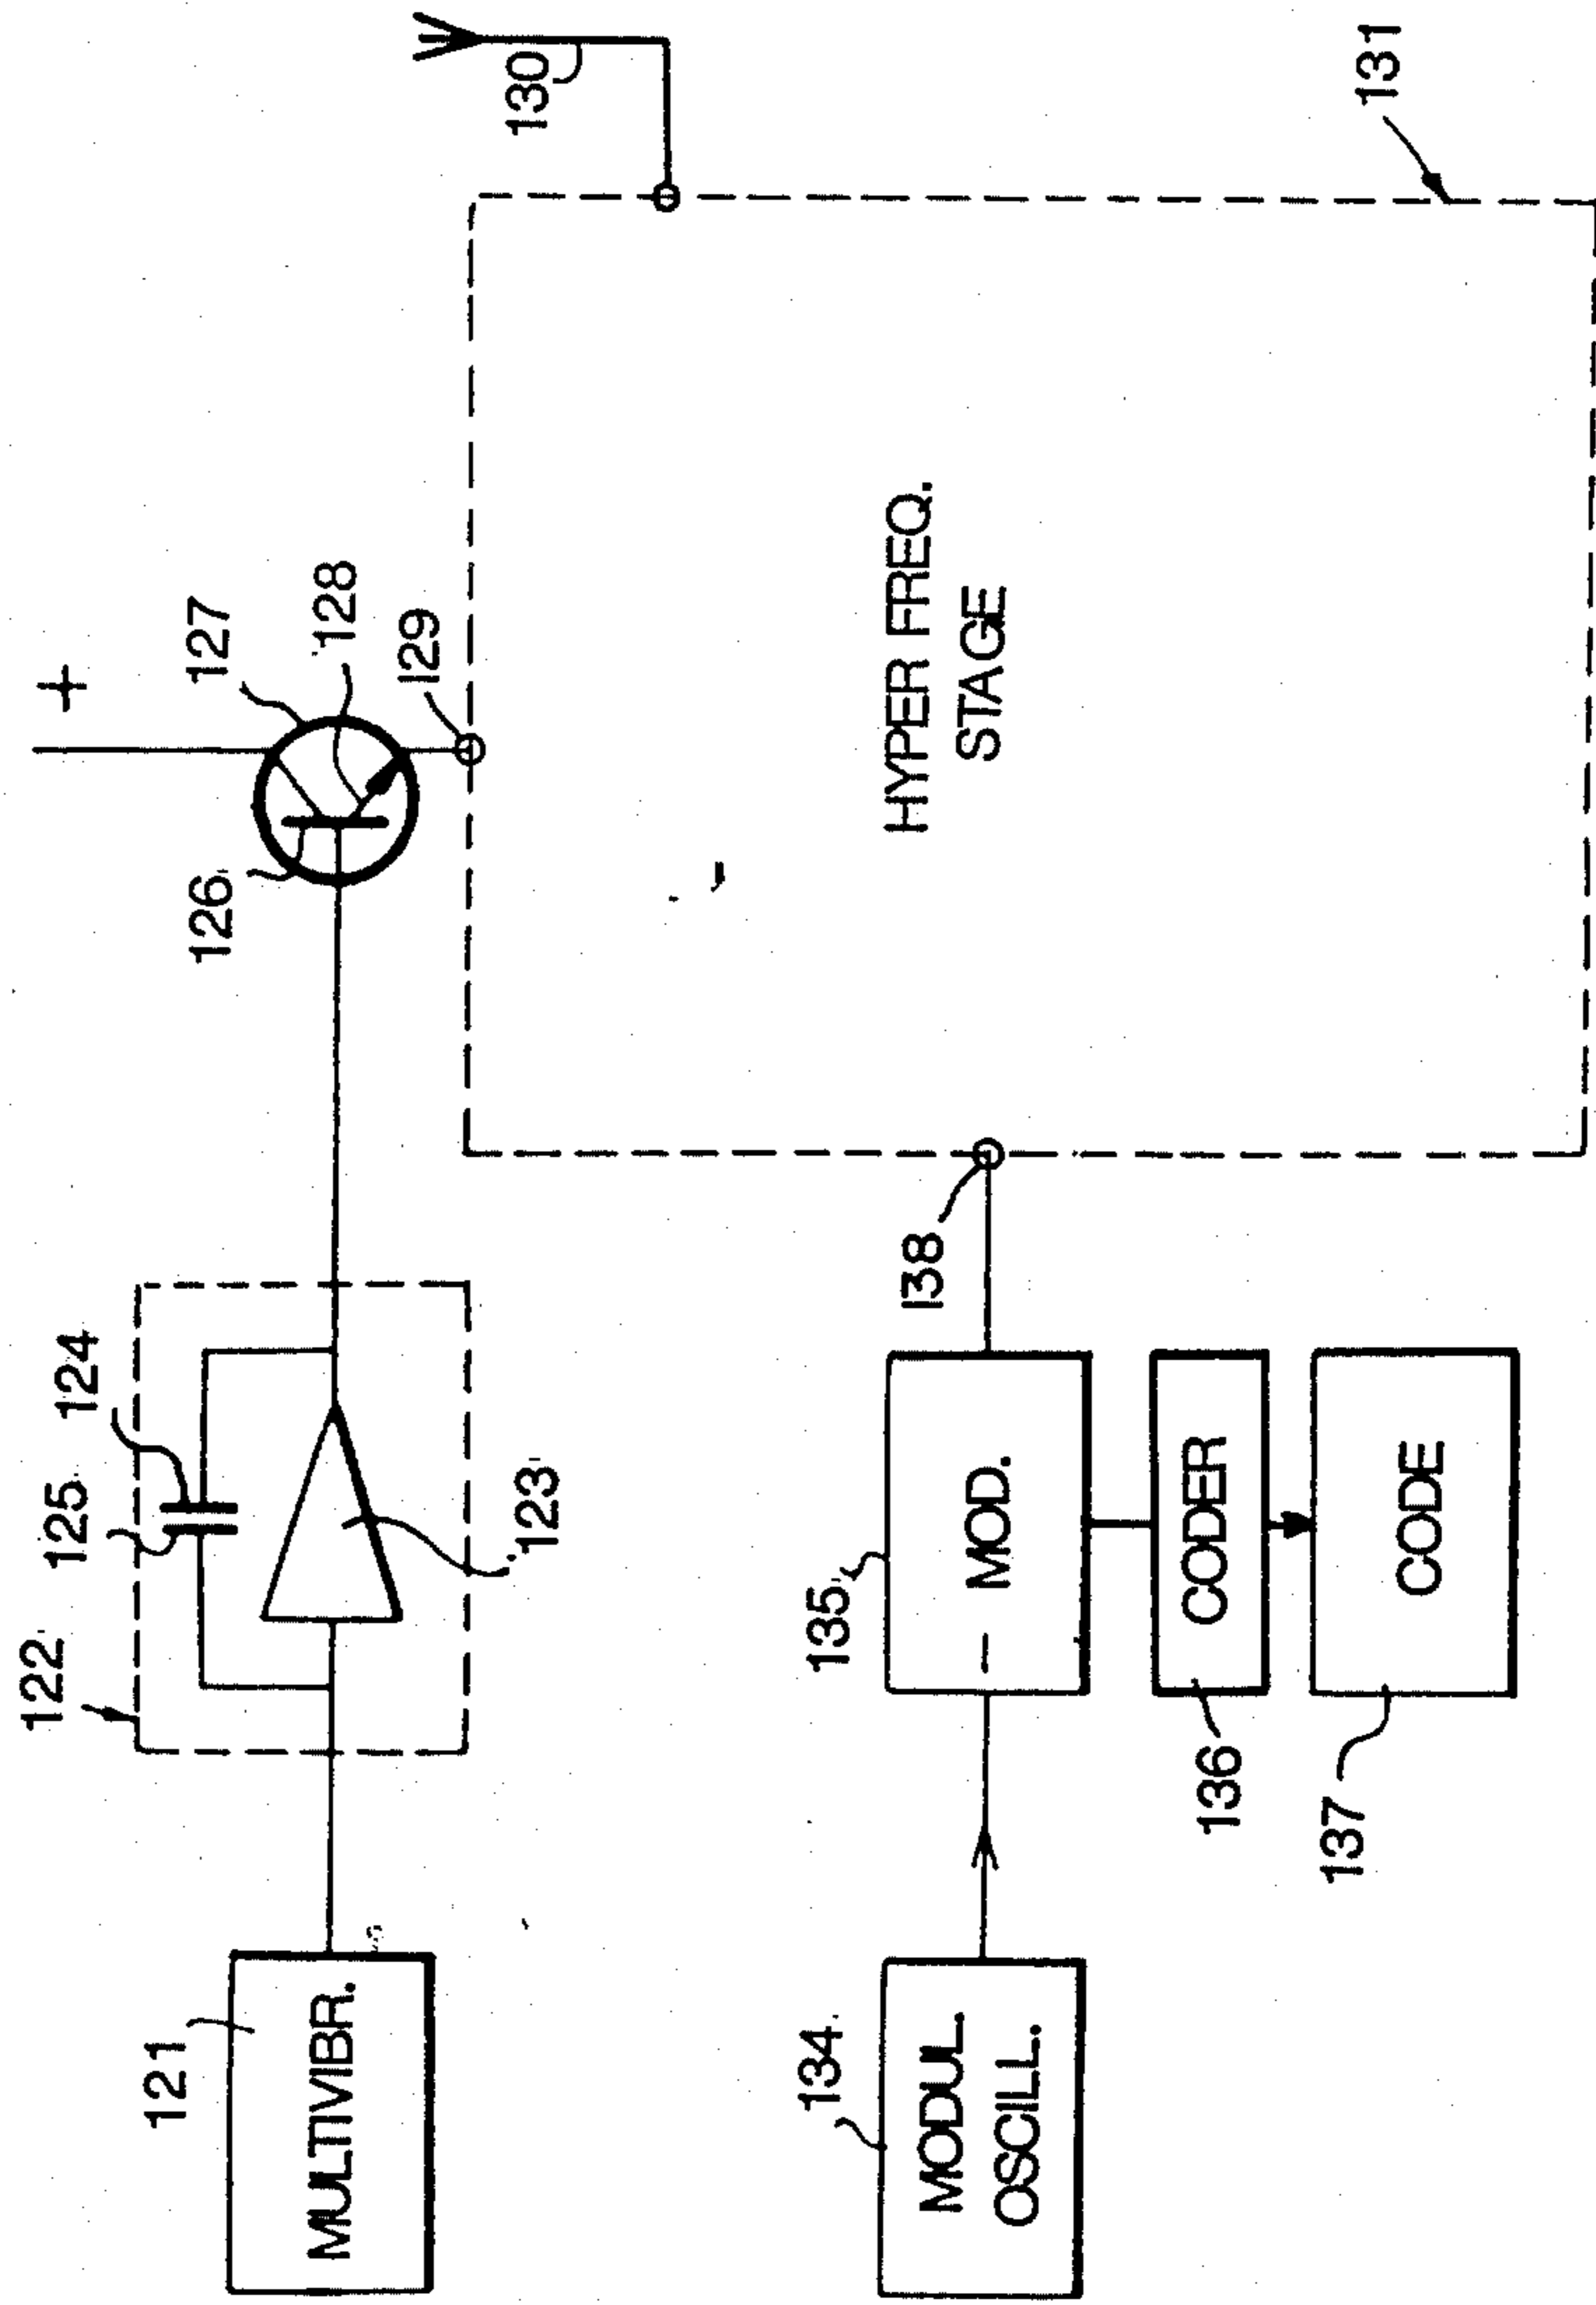 121
MULTIVIBR.
122
125
124
123
126
127
+
128
129
130
131
HYPER FREQ.
STAGE
134
MODUL.
OSCILL.
135
MOD.
138
136
CODER
137
CODE